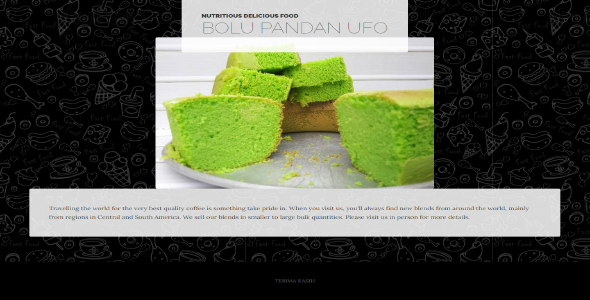 NUTRITIOUS DELICIOUS FOOD
BOLU PANDAN UFO
Travelling the world for the very best quality coffee is something take pride in. When you visit us, you'll always find new blends from around the world, mainly
from regions in Central and South America. We sell our blends in smaller to large bulk quantities. Please visit us in person for more details.
TERIMA KASIH